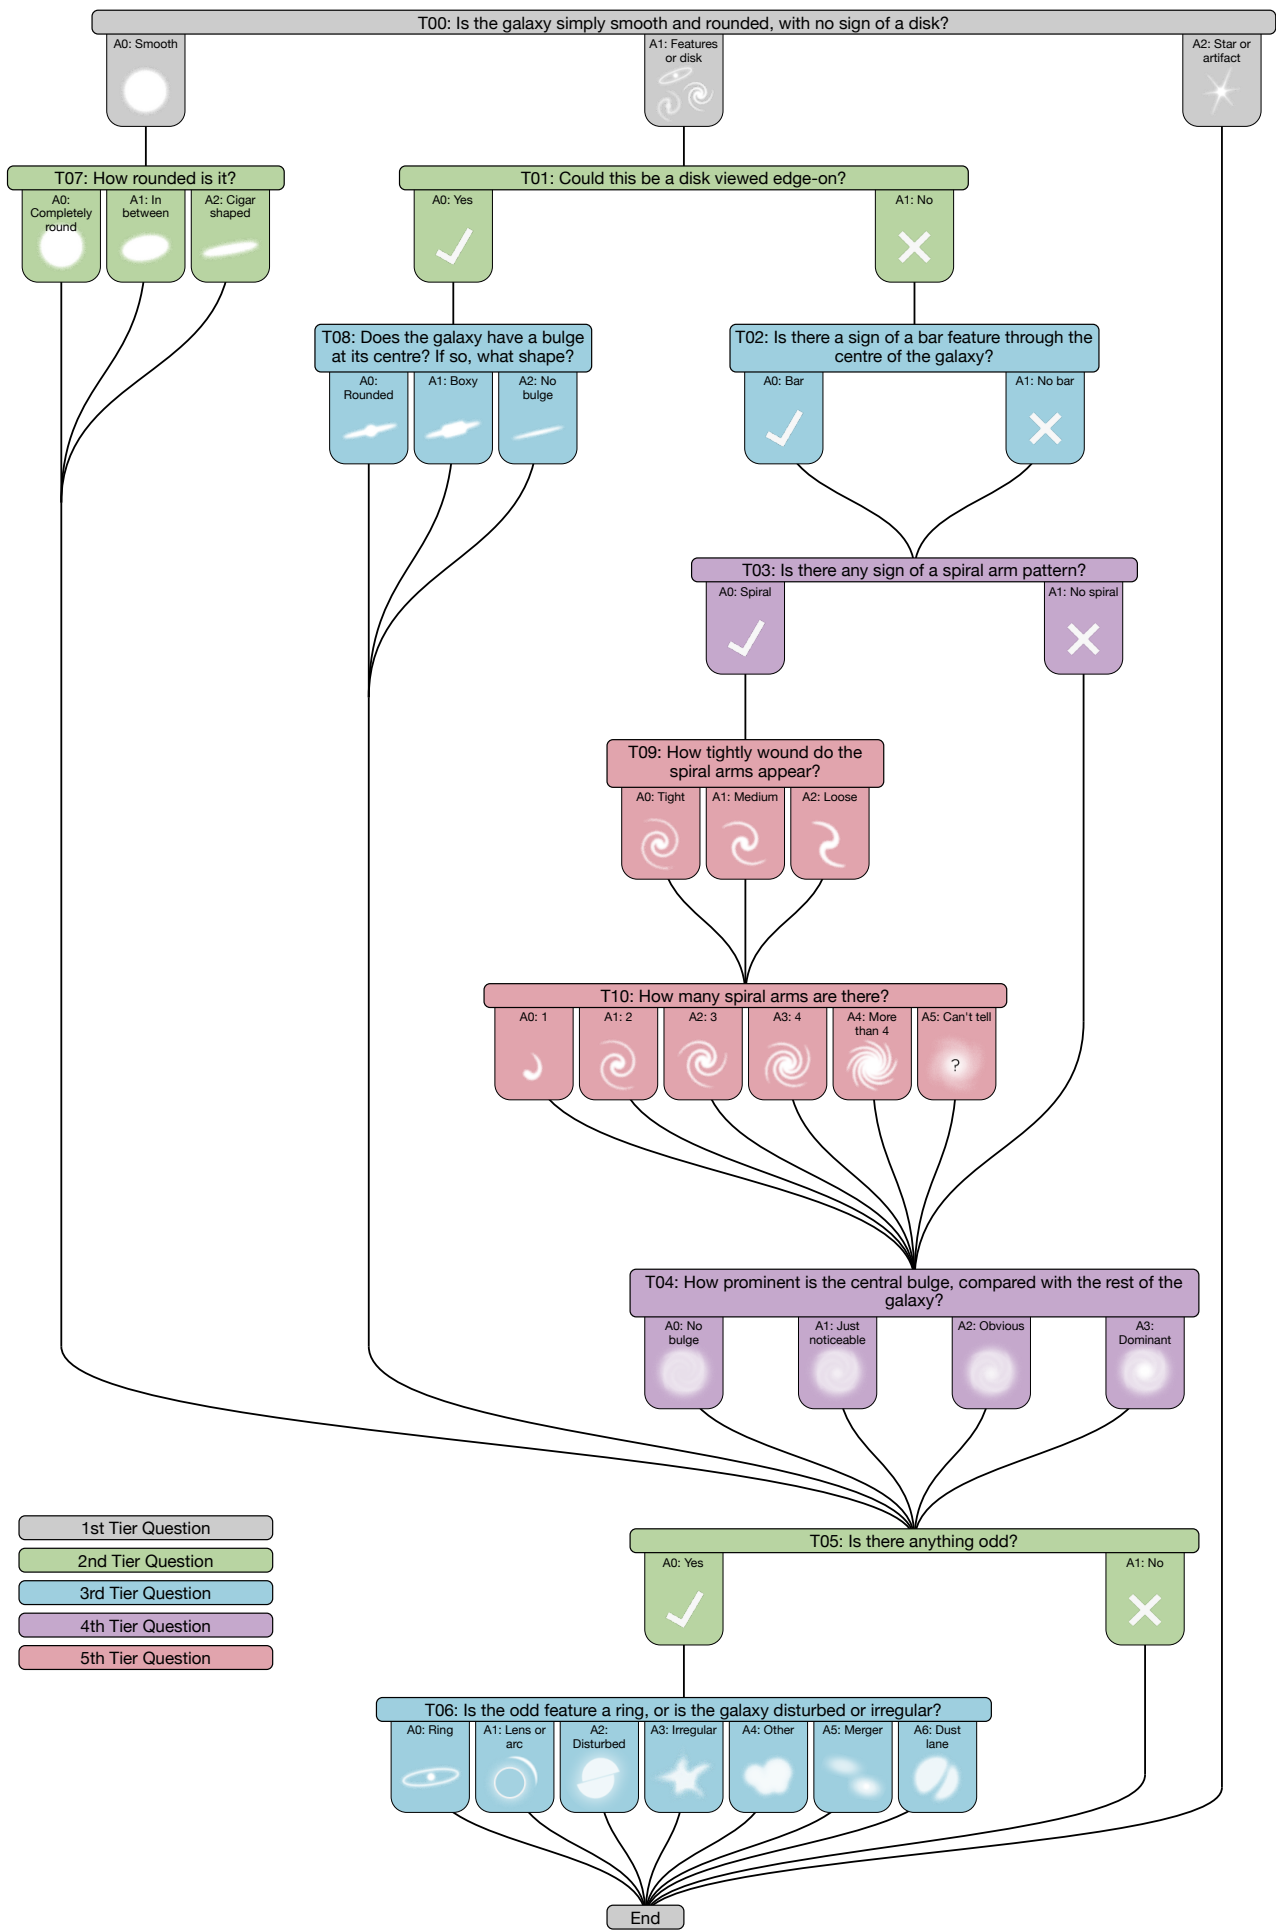 T00: Is the galaxy simply smooth and rounded, with no sign of a disk?
A0: Smooth
A1: Features
or disk
A2: Star or
artifact
T07: How rounded is it?
A0:
Completely
round
A1: In
between
A2: Cigar
shaped
T01: Could this be a disk viewed edge-on?
A0: Yes
A1: No
T08: Does the galaxy have a bulge
at its centre? If so, what shape?
A0:
Rounded
A1: Boxy
A2: No
bulge
T02: Is there a sign of a bar feature through the
centre of the galaxy?
A0: Bar
A1: No bar
T03: Is there any sign of a spiral arm pattern?
A0: Spiral
A1: No spiral
T09: How tightly wound do the
spiral arms appear?
A0: Tight
A1: Medium
A2: Loose
T10: How many spiral arms are there?
A0: 1
A1: 2
A2: 3
A3: 4
A4: More
than 4
A5: Can't tell
?
T04: How prominent is the central bulge, compared with the rest of the
galaxy?
A0: No
bulge
A1: Just
noticeable
A2: Obvious
A3:
Dominant
1st Tier Question
2nd Tier Question
3rd Tier Question
4th Tier Question
5th Tier Question
T05: Is there anything odd?
A0: Yes
A1: No
T06: Is the odd feature a ring, or is the galaxy disturbed or irregular?
A0: Ring
A1: Lens or
arc
A2:
Disturbed
A3: Irregular
A4: Other
A5: Merger
A6: Dust
lane
End